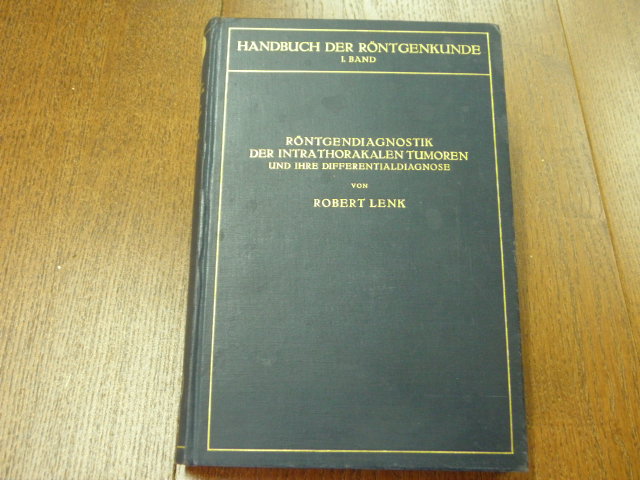 HANDBUCH DER RÖNTGENKUNDE
I. BAND
RÖNTGENDIAGNOSTIK
DER INTRATHORAKALEN TUMOREN
UND IHRE DIFFERENTIALDIAGNOSE
VON
ROBERT LENK